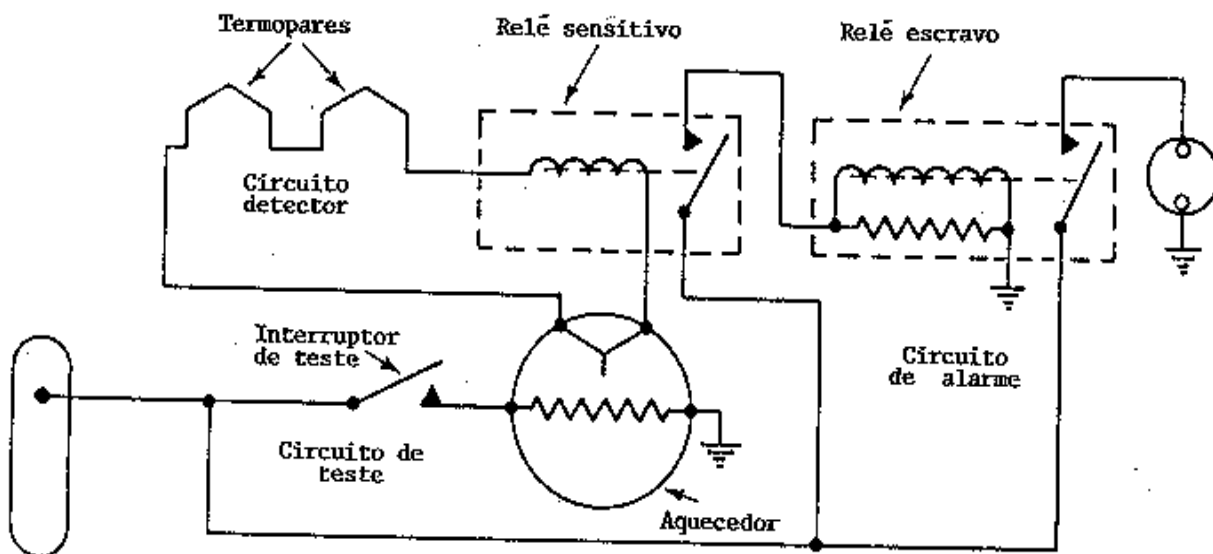 Termopares
Relé sensitivo
Relé escravo
Circuito
detector
Interruptor
de teste
Circuito
de alarme
Circuito de
teste
Aquecedor